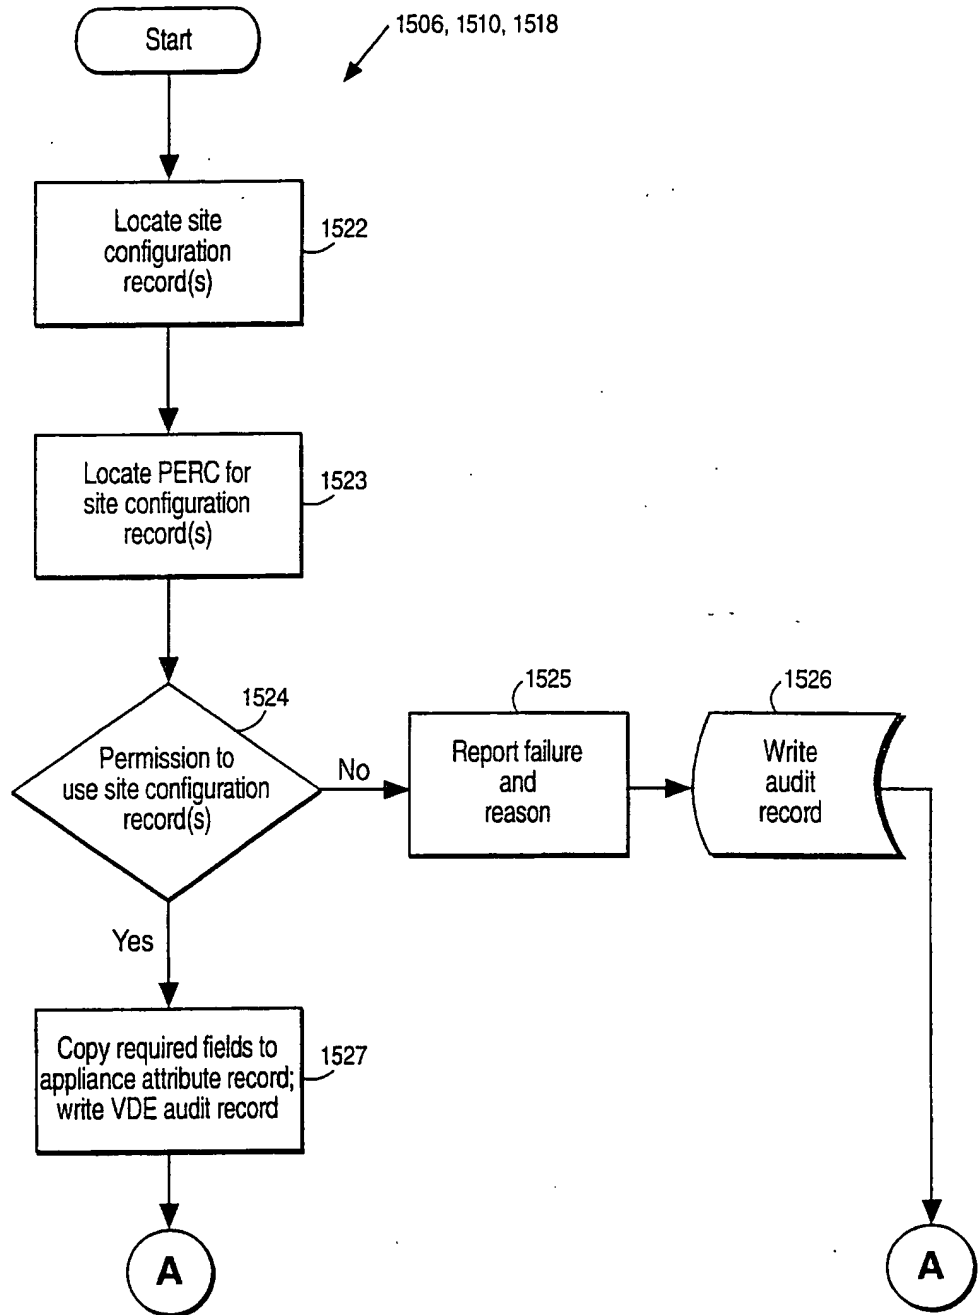 Start
1506, 1510, 1518
Locate site
configuration
record(s)
1522
Locate PERC for
site configuration
record(s)
1523
Permission to
use site configuration
record(s)
1524
No
Report failure
and
reason
1525
Write
audit
record
1526
Yes
Copy required fields to
appliance attribute record;
write VDE audit record
1527
A
A